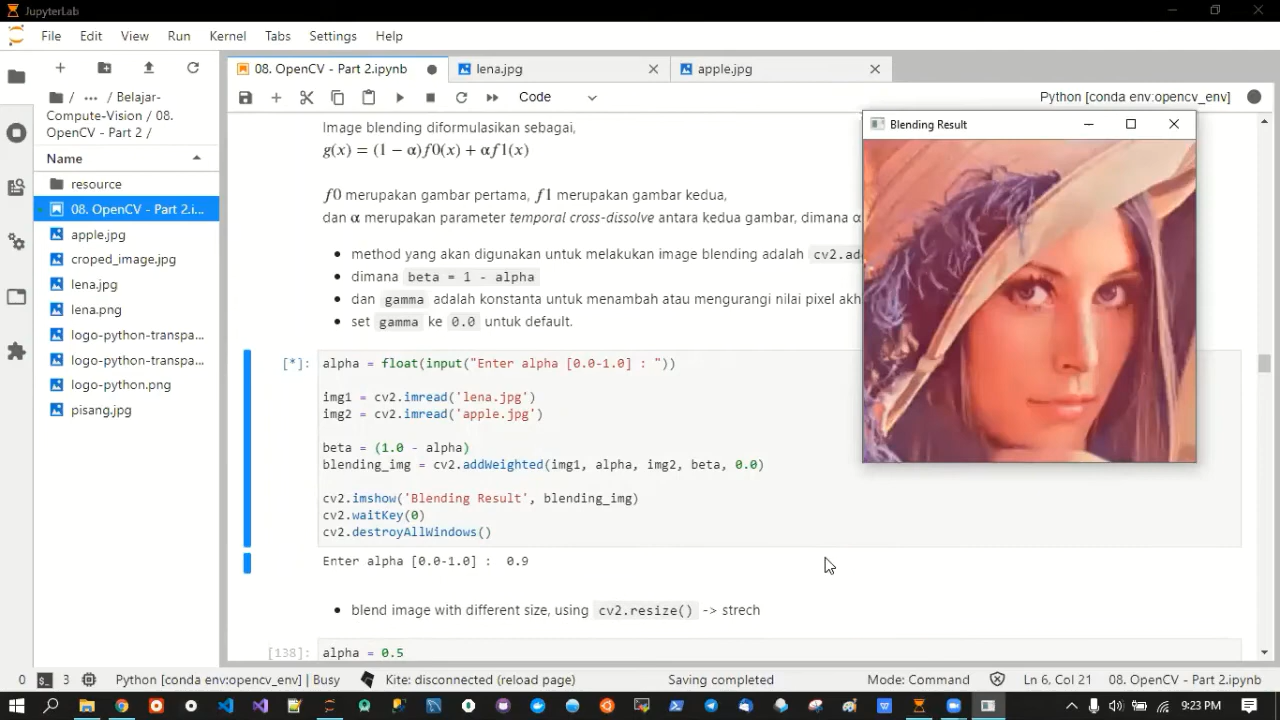 JupyterLab
File Edit View Run Kernel Tabs Settings Help
08. OpenCV - Part 2.ipynb
lena.jpg
apple.jpg
Code
Python [conda env:opencv_env]
/ ... / Belajar-
Compute-Vision / 08.
OpenCV - Part 2 /
Name
resource
08. OpenCV - Part 2.i...
apple.jpg
croped_image.jpg
lena.jpg
lena.png
logo-python-transpa...
logo-python-transpa...
logo-python.png
pisang.jpg
Image blending diformulasikan sebagai,
g(x) = (1 − α)f0(x) + αf1(x)
f0 merupakan gambar pertama, f1 merupakan gambar kedua,
dan α merupakan parameter temporal cross-dissolve antara kedua gambar, dimana α
• method yang akan digunakan untuk melakukan image blending adalah cv2.ad
• dimana beta = 1 - alpha
• dan gamma adalah konstanta untuk menambah atau mengurangi nilai pixel akh
• set gamma ke 0.0 untuk default.
[*]: alpha = float(input("Enter alpha [0.0-1.0] : "))
img1 = cv2.imread('lena.jpg')
img2 = cv2.imread('apple.jpg')
beta = (1.0 - alpha)
blending_img = cv2.addWeighted(img1, alpha, img2, beta, 0.0)
cv2.imshow('Blending Result', blending_img)
cv2.waitKey(0)
cv2.destroyAllWindows()
Enter alpha [0.0-1.0] : 0.9
• blend image with different size, using cv2.resize() -> strech
[138]: alpha = 0.5
Blending Result
0 3 Python [conda env:opencv_env] | Busy Kite: disconnected (reload page) Saving completed Mode: Command Ln 6, Col 21 08. OpenCV - Part 2.ipynb
9:23 PM